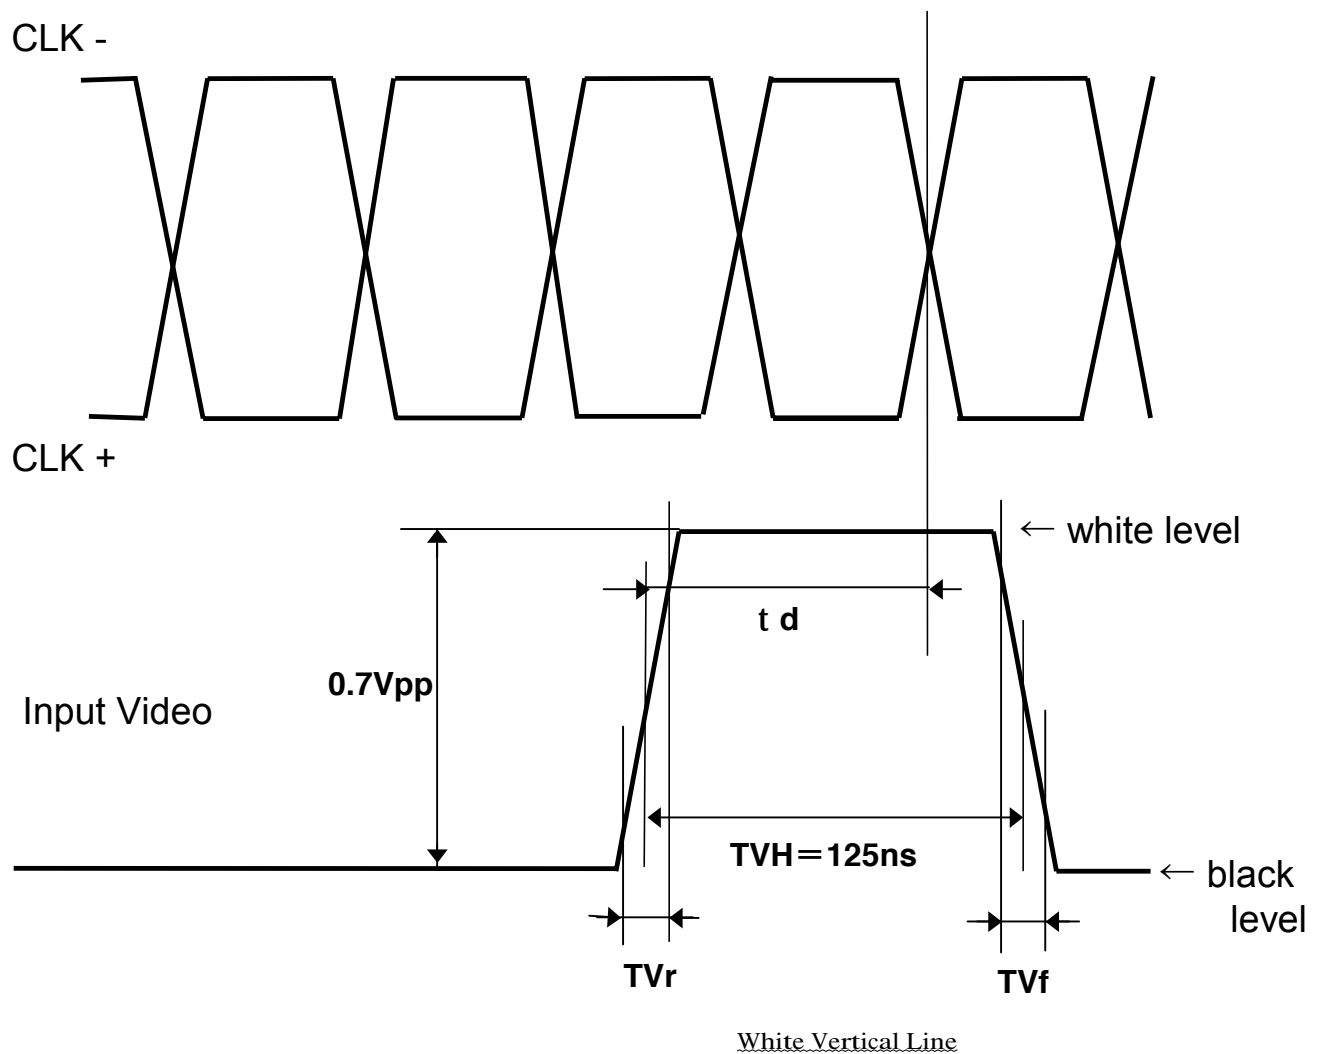 CLK -
CLK +
← white level
t d
0.7Vpp
Input Video
TVH＝125ns
← black
level
TVr
TVf
White Vertical Line